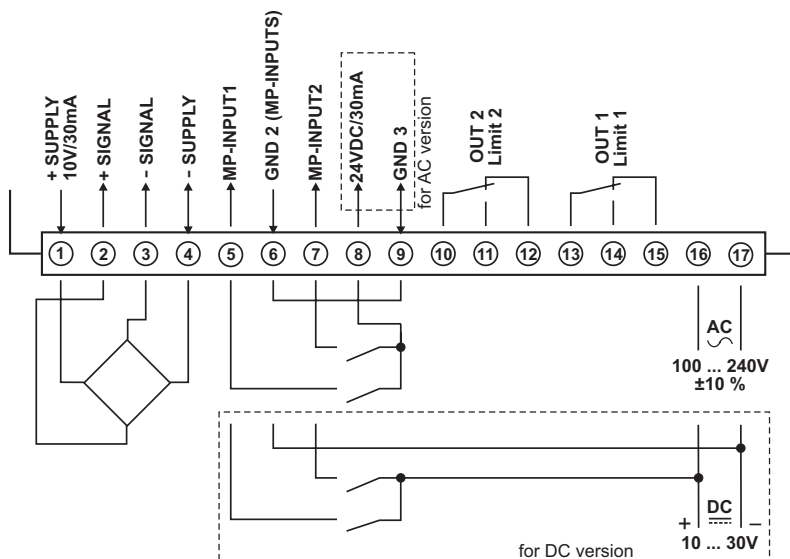 + SUPPLY
10V/30mA
+ SIGNAL
- SIGNAL
- SUPPLY
MP-INPUT1
GND 2 (MP-INPUTS)
MP-INPUT2
24VDC/30mA
GND 3
for AC version
OUT 2
Limit 2
OUT 1
Limit 1
1 2 3 4 5 6 7 8 9 10 11 12 13 14 15 16 17
AC
100 ... 240V
±10 %
DC
+ –
10 ... 30V
for DC version